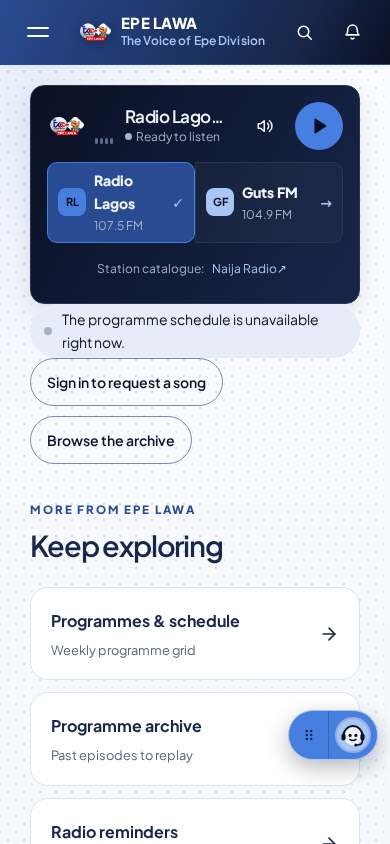 EPE LAWA
The Voice of Epe Division
Radio Lago...
Ready to listen
RL
Radio
Lagos
107.5 FM
✓
GF
Guts FM
104.9 FM
→
Station catalogue: Naija Radio↗
The programme schedule is unavailable
right now.
Sign in to request a song
Browse the archive
MORE FROM EPE LAWA
Keep exploring
Programmes & schedule
Weekly programme grid
Programme archive
Past episodes to replay
Radio reminders